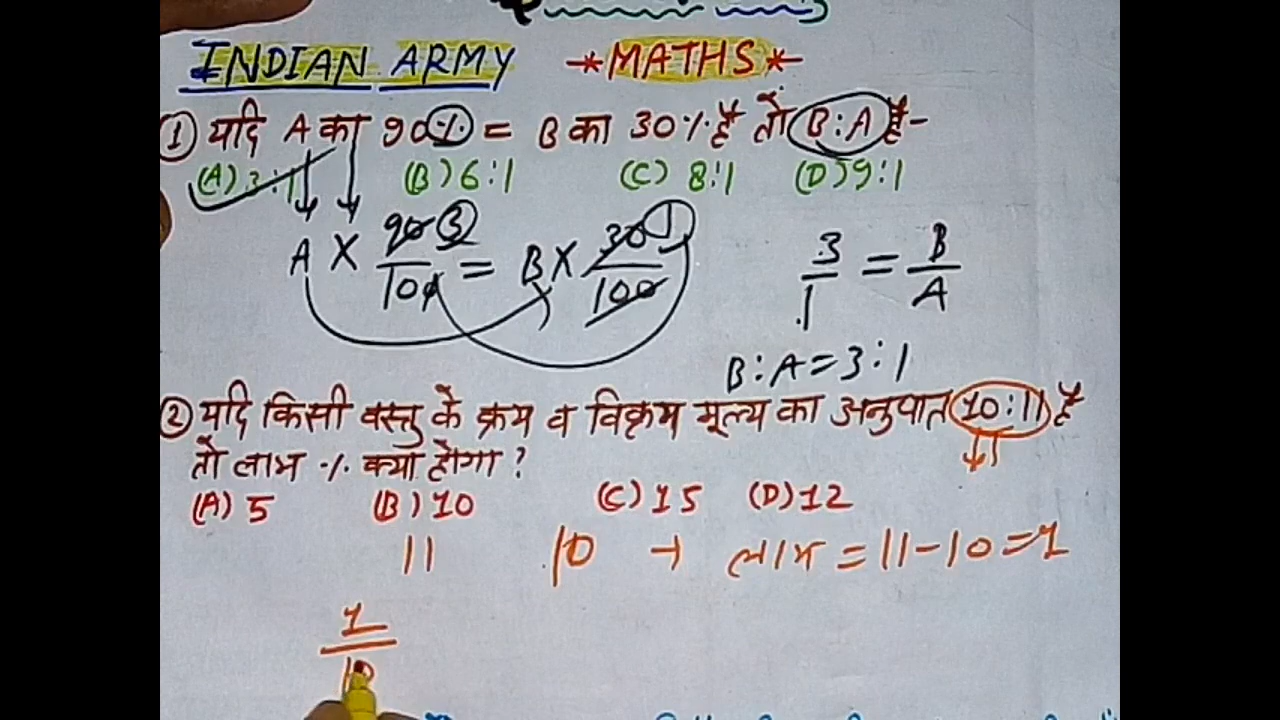 INDIAN ARMY *MATHS*
① यदि A का 90% = B का 30% है तो B:A है-
(A) 3:1 (B) 6:1 (C) 8:1 (D) 9:1
A X 90 3 / 100 = B X 30 1 / 100
3/1 = B/A
B:A=3:1
② यदि किसी वस्तु के क्रय व विक्रय मूल्य का अनुपात 10:11 है
तो लाभ % क्या होगा?
(A) 5 (B) 10 (C) 15 (D) 12
11 10 → लाभ = 11-10=1
1/10